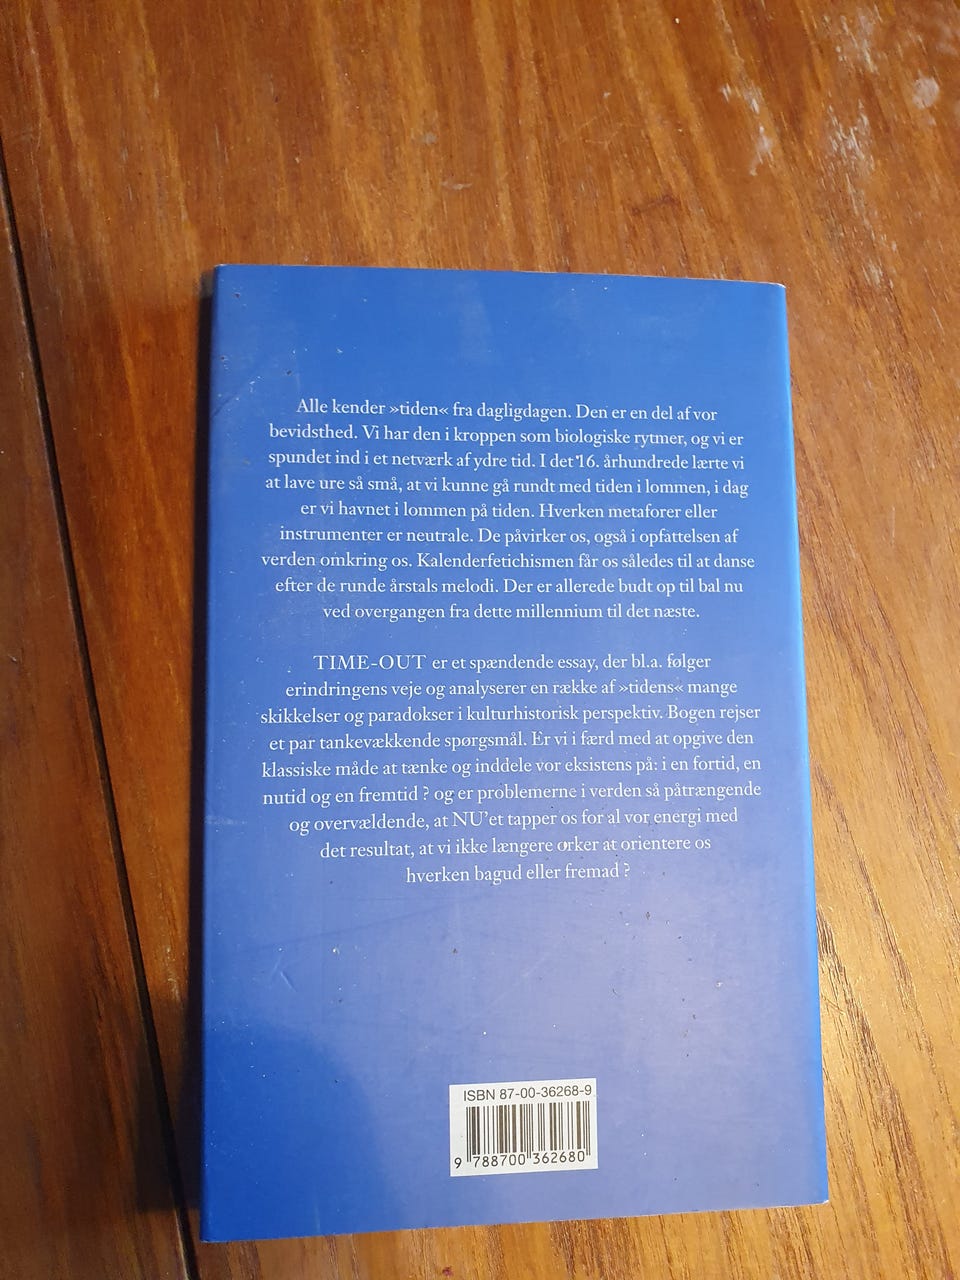 Alle kender »tiden« fra dagligdagen. Den er en del af vor
bevidsthed. Vi har den i kroppen som biologiske rytmer, og vi er
spundet ind i et netværk af ydre tid. I det 16. århundrede lærte vi
at lave ure så små, at vi kunne gå rundt med tiden i lommen, i dag
er vi havnet i lommen på tiden. Hverken metaforer eller
instrumenter er neutrale. De påvirker os, også i opfattelsen af
verden omkring os. Kalenderfetichismen får os således til at danse
efter de runde årstals melodi. Der er allerede budt op til bal nu
ved overgangen fra dette millennium til det næste.
TIME-OUT er et spændende essay, der bl.a. følger
erindringens veje og analyserer en række af »tidens« mange
skikkelser og paradokser i kulturhistorisk perspektiv. Bogen rejser
et par tankevækkende spørgsmål. Er vi i færd med at opgive den
klassiske måde at tænke og inddele vor eksistens på: i en fortid, en
nutid og en fremtid ? og er problemerne i verden så påtrængende
og overvældende, at NU'et tapper os for al vor energi med
det resultat, at vi ikke længere orker at orientere os
hverken bagud eller fremad ?
ISBN 87-00-36268-9
9 788700 362680